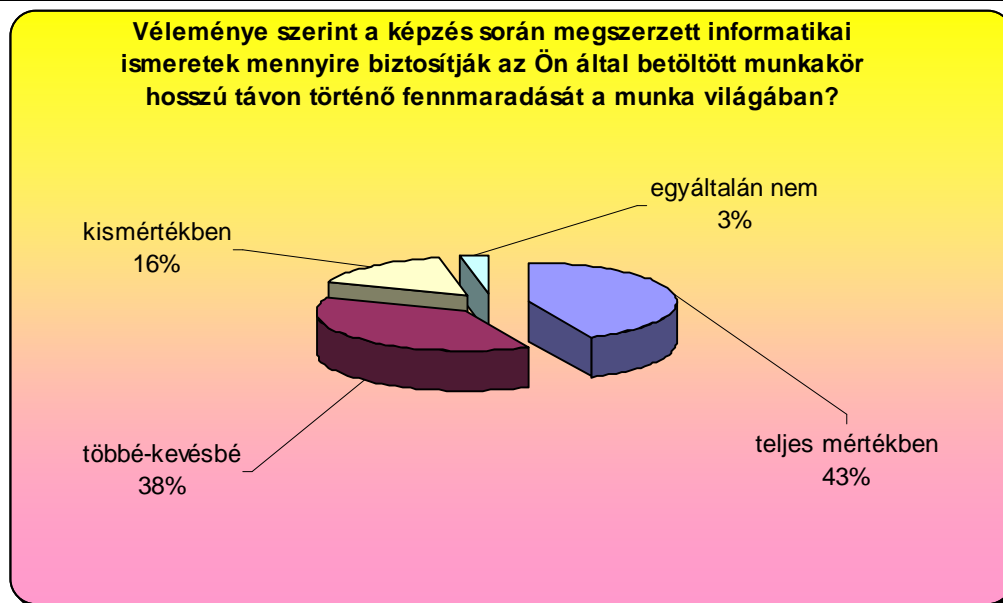 Véleménye szerint a képzés során megszerzett informatikai
ismeretek mennyire biztosítják az Ön által betöltött munkakör
hosszú távon történő fennmaradását a munka világában?
egyáltalán nem
3%
kismértékben
16%
többé-kevésbé
38%
teljes mértékben
43%